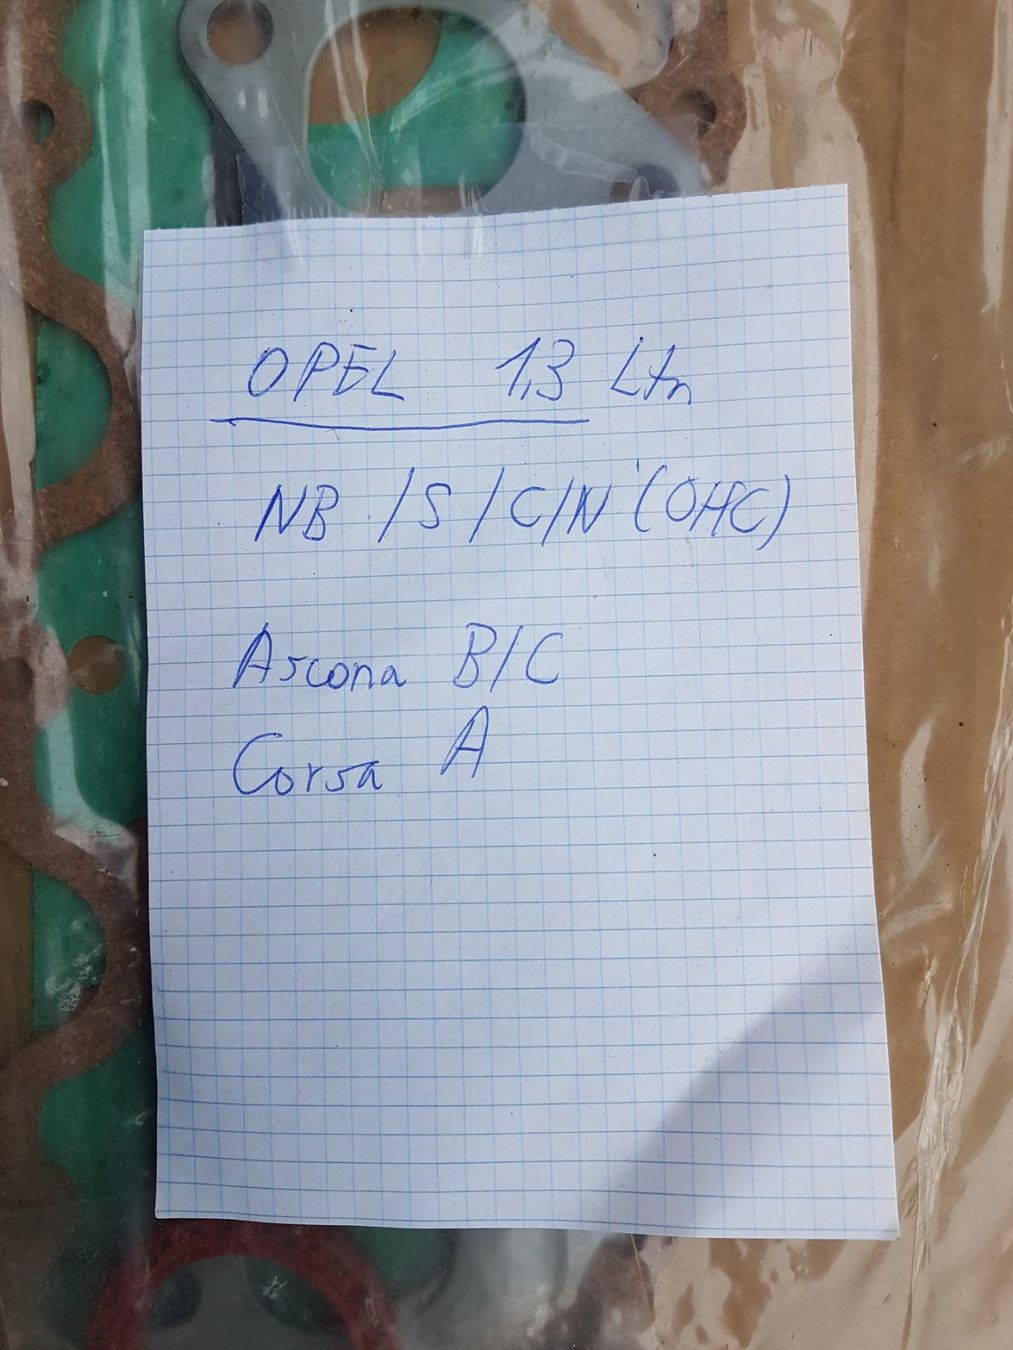 OPEL 1,3 Ltr
NB /S /C/N (OHC)
Ascona B/C
Corsa A